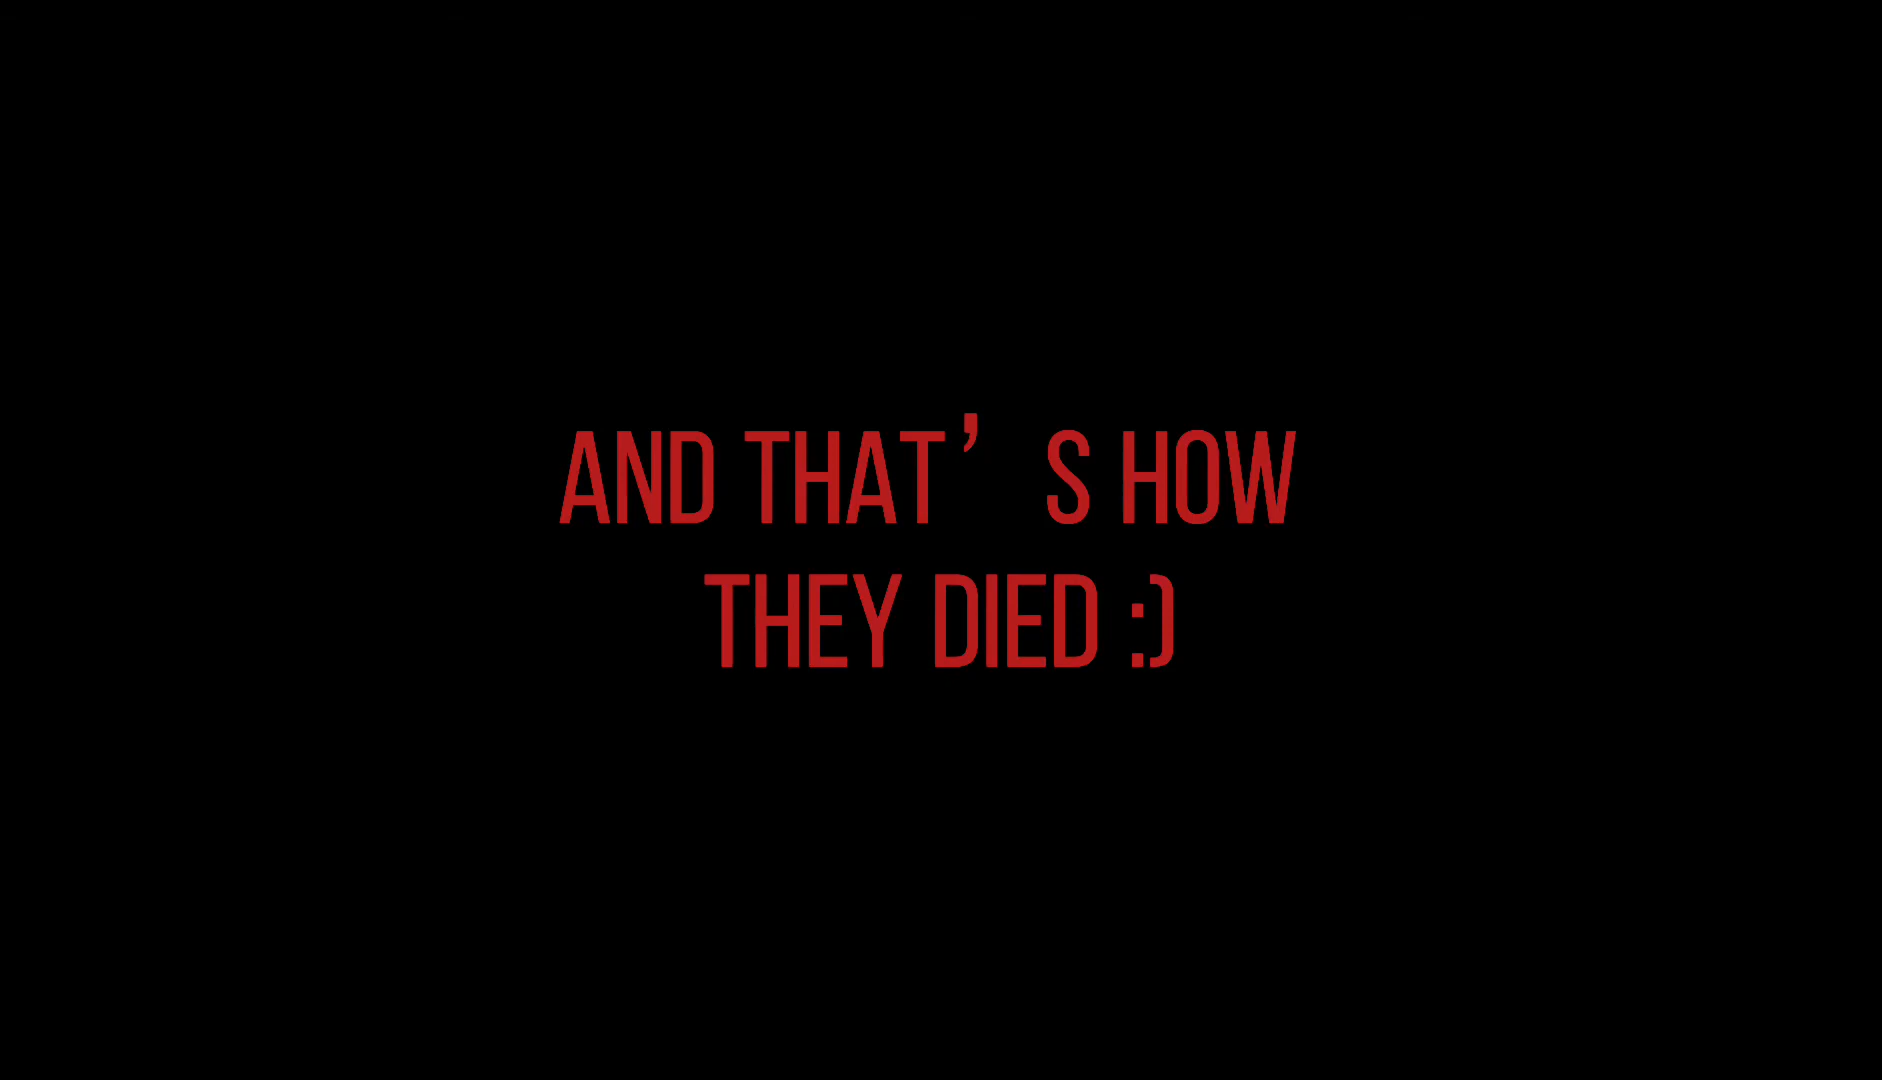 AND THAT’S HOW
THEY DIED :)